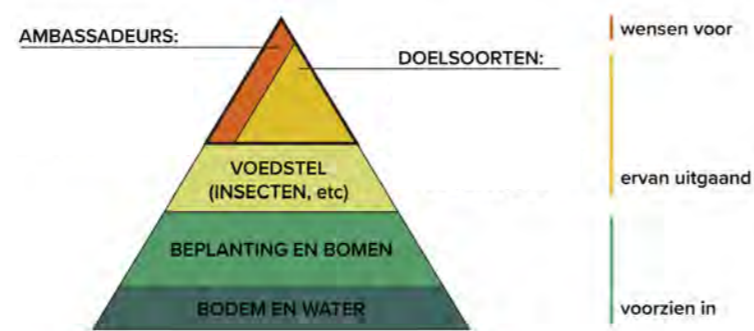 AMBASSADEURS:
wensen voor
DOELSOORTEN:
VOEDSTEL
(INSECTEN, etc)
ervan uitgaand
BEPLANTING EN BOMEN
BODEM EN WATER
voorzien in